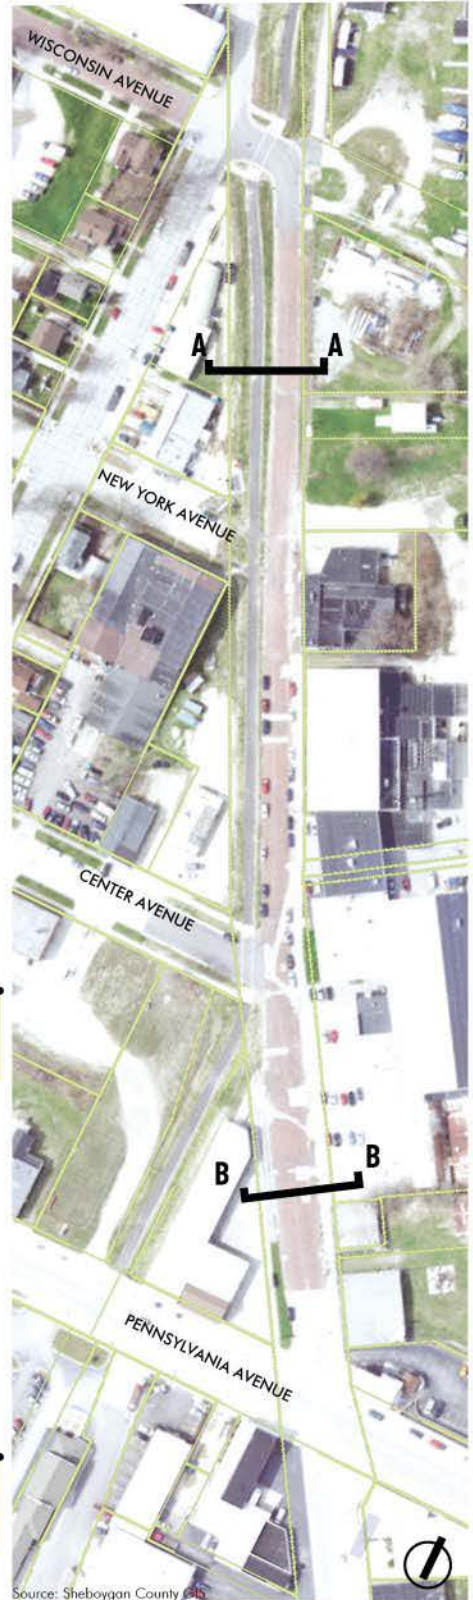 WISCONSIN AVENUE
A A
NEW YORK AVENUE
CENTER AVENUE
B B
PENNSYLVANIA AVENUE
Source: Sheboygan County GIS